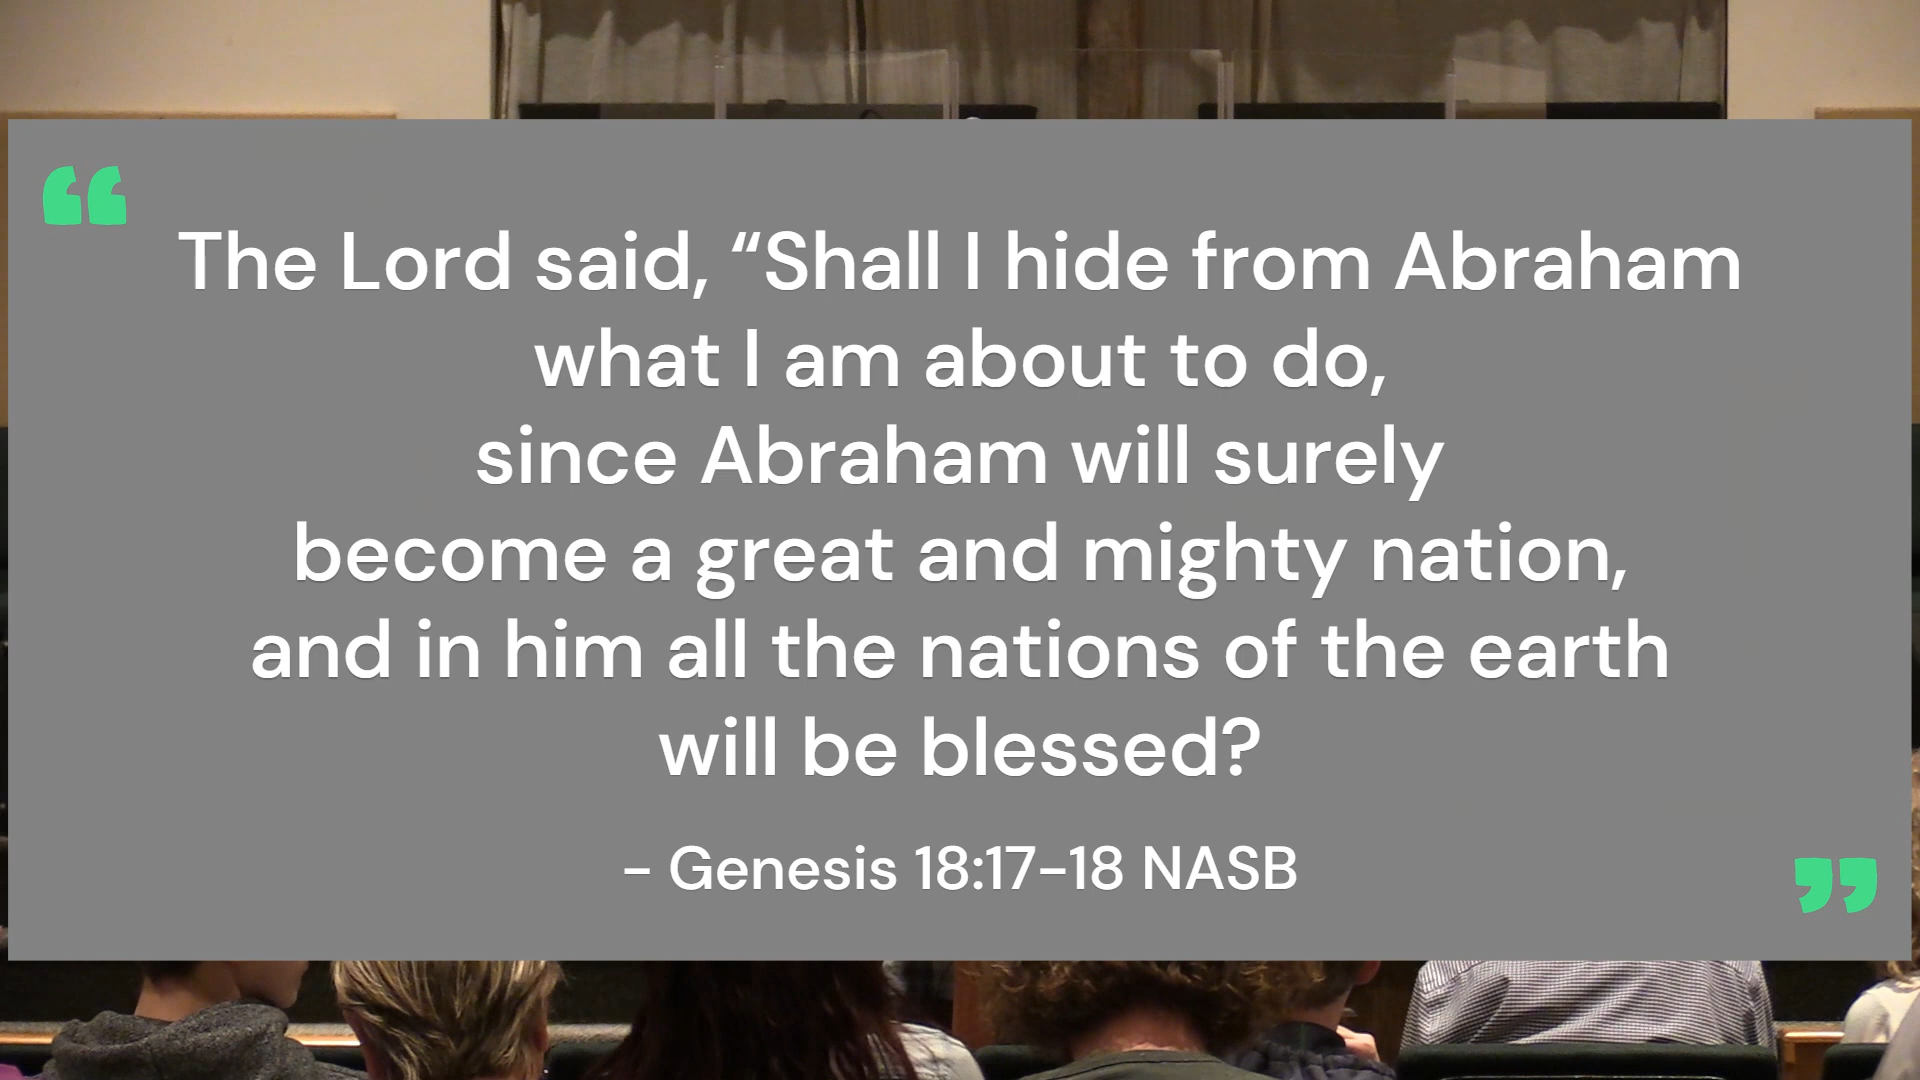 “
The Lord said, “Shall I hide from Abraham
what I am about to do,
since Abraham will surely
become a great and mighty nation,
and in him all the nations of the earth
will be blessed?
- Genesis 18:17-18 NASB
”